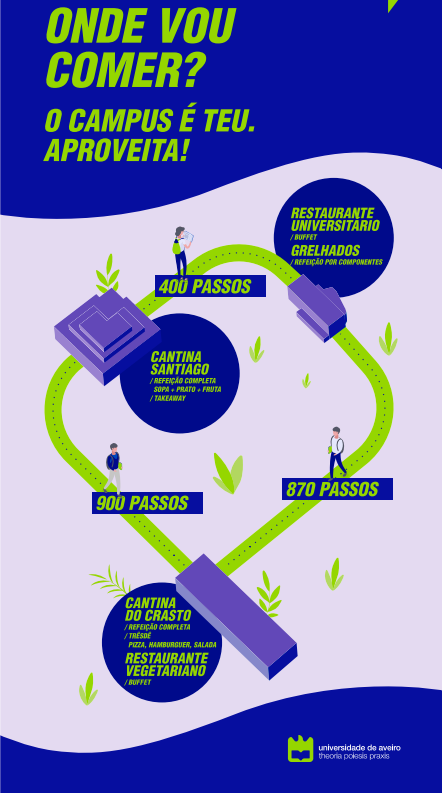 ONDE VOU
COMER?
O CAMPUS É TEU.
APROVEITA!
RESTAURANTE
UNIVERSITÁRIO
/ BUFFET
GRELHADOS
/ REFEIÇÃO POR COMPONENTES
400 PASSOS
CANTINA
SANTIAGO
/ REFEIÇÃO COMPLETA
SOPA + PRATO + FRUTA
/ TAKEAWAY
900 PASSOS
870 PASSOS
CANTINA
DO CRASTO
/ REFEIÇÃO COMPLETA
/ TRÊSDÊ
PIZZA, HAMBURGUER, SALADA
RESTAURANTE
VEGETARIANO
/ BUFFET
universidade de aveiro
theoria poiesis praxis